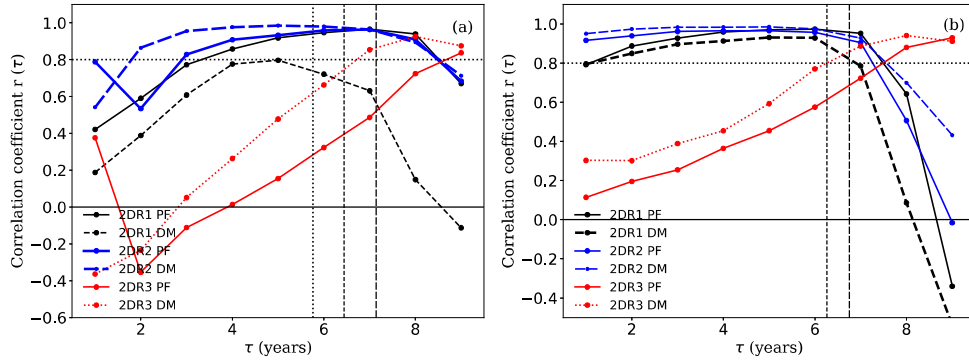 (a)
Correlation coefficient r (τ)
1.0
0.8
0.6
0.4
0.2
0.0
−0.2
−0.4
−0.6
2DR1 PF
2DR1 DM
2DR2 PF
2DR2 DM
2DR3 PF
2DR3 DM
2
4
6
8
τ (years)
(b)
Correlation coefficient r (τ)
1.0
0.8
0.6
0.4
0.2
0.0
−0.2
−0.4
2DR1 PF
2DR1 DM
2DR2 PF
2DR2 DM
2DR3 PF
2DR3 DM
2
4
6
8
τ (years)